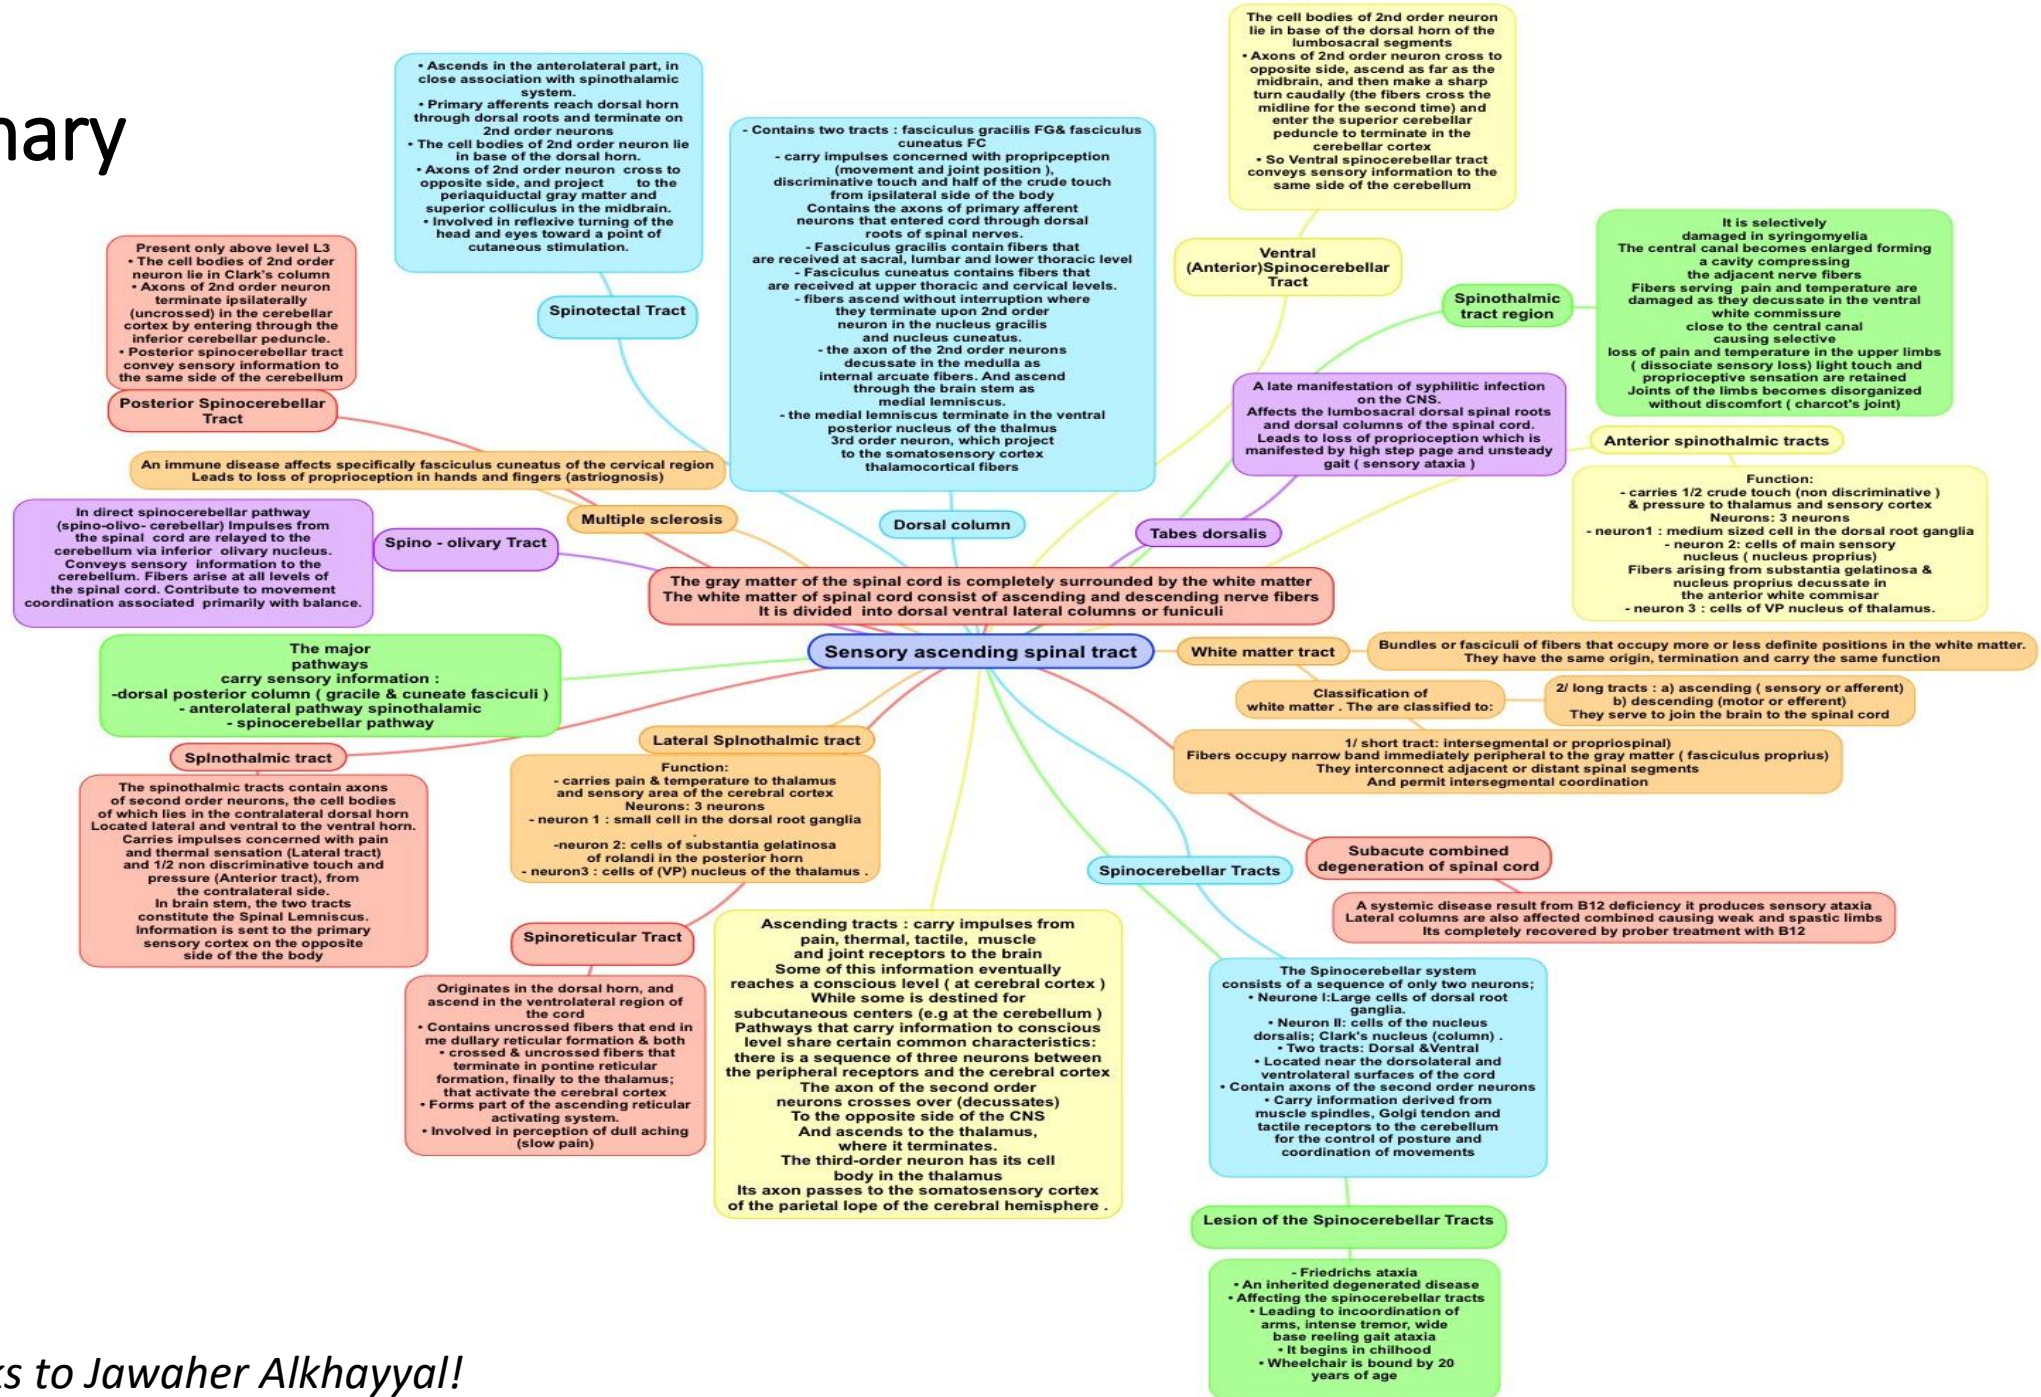 mary
• Ascends in the anterolateral part, in
close association with spinothalamic
system.
• Primary afferents reach dorsal horn
through dorsal roots and terminate on
2nd order neurons
• The cell bodies of 2nd order neuron lie
in base of the dorsal horn.
• Axons of 2nd order neuron cross to
opposite side, and project to the
periaquiductal gray matter and
superior colliculus in the midbrain.
• Involved in reflexive turning of the
head and eyes toward a point of
cutaneous stimulation.
Spinotectal Tract
- Contains two tracts : fasciculus gracilis FG& fasciculus
cuneatus FC
- carry impulses concerned with propripception
(movement and joint position ),
discriminative touch and half of the crude touch
from ipsilateral side of the body
Contains the axons of primary afferent
neurons that entered cord through dorsal
roots of spinal nerves.
- Fasciculus gracilis contain fibers that
are received at sacral, lumbar and lower thoracic level
- Fasciculus cuneatus contains fibers that
are received at upper thoracic and cervical levels.
- fibers ascend without interruption where
they terminate upon 2nd order
neuron in the nucleus gracilis
and nucleus cuneatus.
- the axon of the 2nd order neurons
decussate in the medulla as
internal arcuate fibers. And ascend
through the brain stem as
medial lemniscus.
- the medial lemniscus terminate in the ventral
posterior nucleus of the thalmus
3rd order neuron, which project
to the somatosensory cortex
thalamocortical fibers
Dorsal column
The cell bodies of 2nd order neuron
lie in base of the dorsal horn of the
lumbosacral segments
• Axons of 2nd order neuron cross to
opposite side, ascend as far as the
midbrain, and then make a sharp
turn caudally (the fibers cross the
midline for the second time) and
enter the superior cerebellar
peduncle to terminate in the
cerebellar cortex
• So Ventral spinocerebellar tract
conveys sensory information to the
same side of the cerebellum
Ventral
(Anterior)Spinocerebellar
Tract
Spinothalmic
tract region
It is selectively
damaged in syringomyelia
The central canal becomes enlarged forming
a cavity compressing
the adjacent nerve fibers
Fibers serving pain and temperature are
damaged as they decussate in the ventral
white commissure
close to the central canal
causing selective
loss of pain and temperature in the upper limbs
( dissociate sensory loss) light touch and
proprioceptive sensation are retained
Joints of the limbs becomes disorganized
without discomfort ( charcot's joint)
Present only above level L3
• The cell bodies of 2nd order
neuron lie in Clark's column
• Axons of 2nd order neuron
terminate ipsilaterally
(uncrossed) in the cerebellar
cortex by entering through the
inferior cerebellar peduncle.
• Posterior spinocerebellar tract
convey sensory information to
the same side of the cerebellum
Posterior Spinocerebellar
Tract
An immune disease affects specifically fasciculus cuneatus of the cervical region
Leads to loss of proprioception in hands and fingers (astriognosis)
Multiple sclerosis
In direct spinocerebellar pathway
(spino-olivo- cerebellar) Impulses from
the spinal cord are relayed to the
cerebellum via inferior olivary nucleus.
Conveys sensory information to the
cerebellum. Fibers arise at all levels of
the spinal cord. Contribute to movement
coordination associated primarily with balance.
Spino - olivary Tract
A late manifestation of syphilitic infection
on the CNS.
Affects the lumbosacral dorsal spinal roots
and dorsal columns of the spinal cord.
Leads to loss of proprioception which is
manifested by high step page and unsteady
gait ( sensory ataxia )
Tabes dorsalis
Anterior spinothalmic tracts
Function:
- carries 1/2 crude touch (non discriminative )
& pressure to thalamus and sensory cortex
Neurons: 3 neurons
- neuron1 : medium sized cell in the dorsal root ganglia
- neuron 2: cells of main sensory
nucleus ( nucleus proprius)
Fibers arising from substantia gelatinosa &
nucleus proprius decussate in
the anterior white commisar
- neuron 3 : cells of VP nucleus of thalamus.
The gray matter of the spinal cord is completely surrounded by the white matter
The white matter of spinal cord consist of ascending and descending nerve fibers
It is divided into dorsal ventral lateral columns or funiculi
Sensory ascending spinal tract
White matter tract
Bundles or fasciculi of fibers that occupy more or less definite positions in the white matter.
They have the same origin, termination and carry the same function
Classification of
white matter . The are classified to:
2/ long tracts : a) ascending ( sensory or afferent)
b) descending (motor or efferent)
They serve to join the brain to the spinal cord
1/ short tract: intersegmental or propriospinal)
Fibers occupy narrow band immediately peripheral to the gray matter ( fasciculus proprius)
They interconnect adjacent or distant spinal segments
And permit intersegmental coordination
The major
pathways
carry sensory information :
-dorsal posterior column ( gracile & cuneate fasciculi )
- anterolateral pathway spinothalamic
- spinocerebellar pathway
SpInothalmic tract
The spinothalmic tracts contain axons
of second order neurons, the cell bodies
of which lies in the contralateral dorsal horn
Located lateral and ventral to the ventral horn.
Carries impulses concerned with pain
and thermal sensation (Lateral tract)
and 1/2 non discriminative touch and
pressure (Anterior tract), from
the contralateral side.
In brain stem, the two tracts
constitute the Spinal Lemniscus.
Information is sent to the primary
sensory cortex on the opposite
side of the the body
Lateral SpInothalmic tract
Function:
- carries pain & temperature to thalamus
and sensory area of the cerebral cortex
Neurons: 3 neurons
- neuron 1 : small cell in the dorsal root ganglia
.
-neuron 2: cells of substantia gelatinosa
of rolandi in the posterior horn
- neuron3 : cells of (VP) nucleus of the thalamus .
Spinoreticular Tract
Originates in the dorsal horn, and
ascend in the ventrolateral region of
the cord
• Contains uncrossed fibers that end in
me dullary reticular formation & both
• crossed & uncrossed fibers that
terminate in pontine reticular
formation, finally to the thalamus;
that activate the cerebral cortex
• Forms part of the ascending reticular
activating system.
• Involved in perception of dull aching
(slow pain)
Ascending tracts : carry impulses from
pain, thermal, tactile, muscle
and joint receptors to the brain
Some of this information eventually
reaches a conscious level ( at cerebral cortex )
While some is destined for
subcutaneous centers (e.g at the cerebellum )
Pathways that carry information to conscious
level share certain common characteristics:
there is a sequence of three neurons between
the peripheral receptors and the cerebral cortex
The axon of the second order
neurons crosses over (decussates)
To the opposite side of the CNS
And ascends to the thalamus,
where it terminates.
The third-order neuron has its cell
body in the thalamus
Its axon passes to the somatosensory cortex
of the parietal lope of the cerebral hemisphere .
Spinocerebellar Tracts
Subacute combined
degeneration of spinal cord
A systemic disease result from B12 deficiency it produces sensory ataxia
Lateral columns are also affected combined causing weak and spastic limbs
Its completely recovered by prober treatment with B12
The Spinocerebellar system
consists of a sequence of only two neurons;
• Neurone I:Large cells of dorsal root
ganglia.
• Neuron II: cells of the nucleus
dorsalis; Clark's nucleus (column) .
• Two tracts: Dorsal &Ventral
• Located near the dorsolateral and
ventrolateral surfaces of the cord
• Contain axons of the second order neurons
• Carry information derived from
muscle spindles, Golgi tendon and
tactile receptors to the cerebellum
for the control of posture and
coordination of movements
Lesion of the Spinocerebellar Tracts
- Friedrichs ataxia
• An inherited degenerated disease
• Affecting the spinocerebellar tracts
• Leading to incoordination of
arms, intense tremor, wide
base reeling gait ataxia
• It begins in chilhood
• Wheelchair is bound by 20
years of age
ks to Jawaher Alkhayyal!